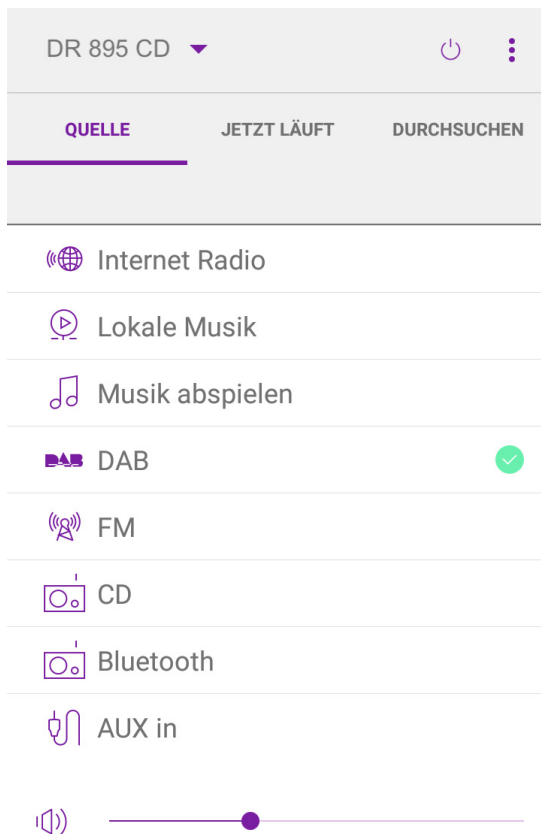 DR 895 CD
QUELLE JETZT LÄUFT DURCHSUCHEN
Internet Radio
Lokale Musik
Musik abspielen
DAB DAB
FM
CD
Bluetooth
AUX in